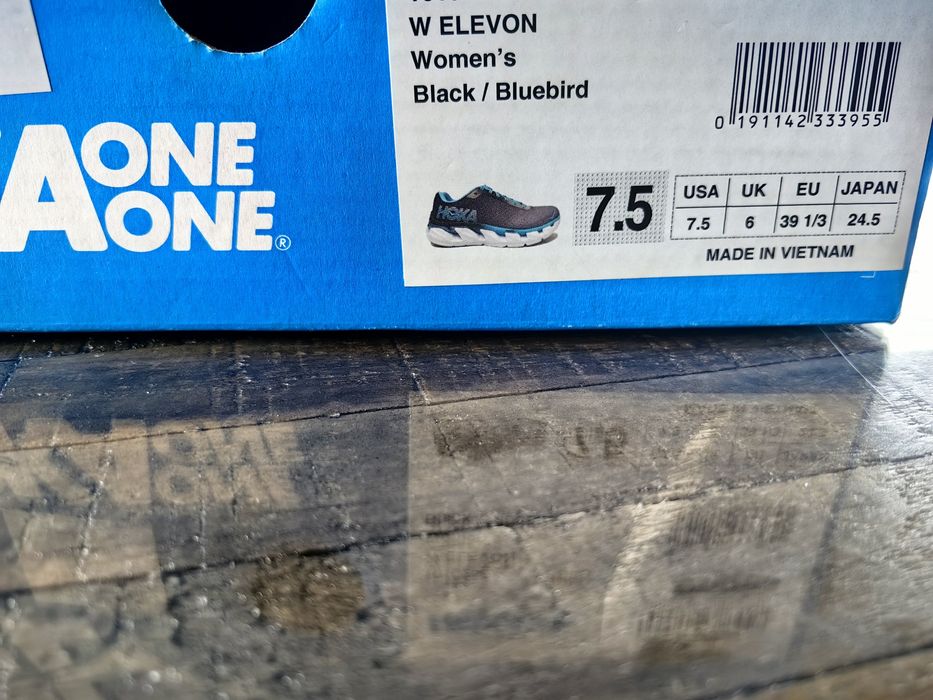 W ELEVON
Women's
Black / Bluebird
0 191142 333955
A ONE
ONE®
HOKA
7.5
USA UK EU JAPAN
7.5 6 39 1/3 24.5
MADE IN VIETNAM